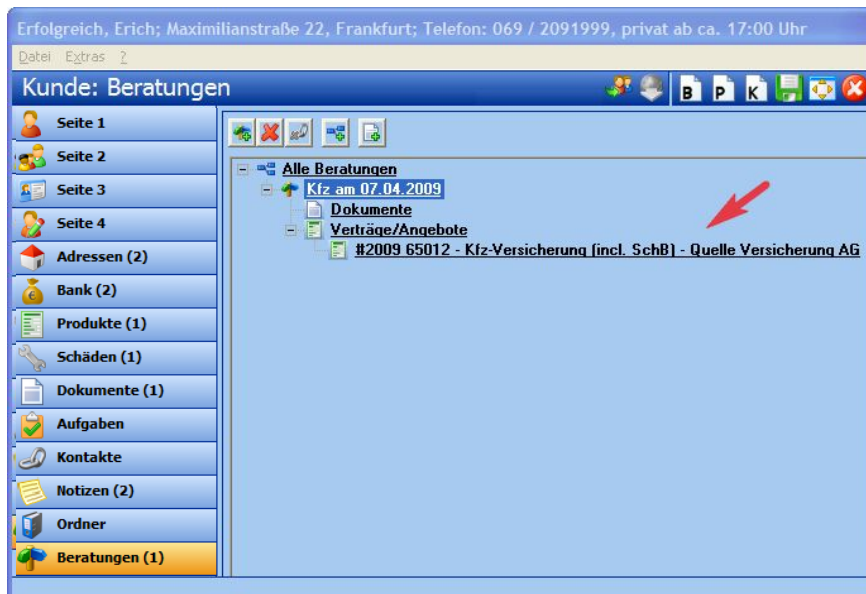 Erfolgreich, Erich; Maximilianstraße 22, Frankfurt; Telefon: 069 / 2091999, privat ab ca. 17:00 Uhr
Datei Extras ?
Kunde: Beratungen
B P K
Seite 1
Seite 2
Seite 3
Seite 4
Adressen (2)
Bank (2)
Produkte (1)
Schäden (1)
Dokumente (1)
Aufgaben
Kontakte
Notizen (2)
Ordner
Beratungen (1)
Alle Beratungen
Kfz am 07.04.2009
Dokumente
Verträge/Angebote
#2009 65012 - Kfz-Versicherung (incl. SchB) - Quelle Versicherung AG